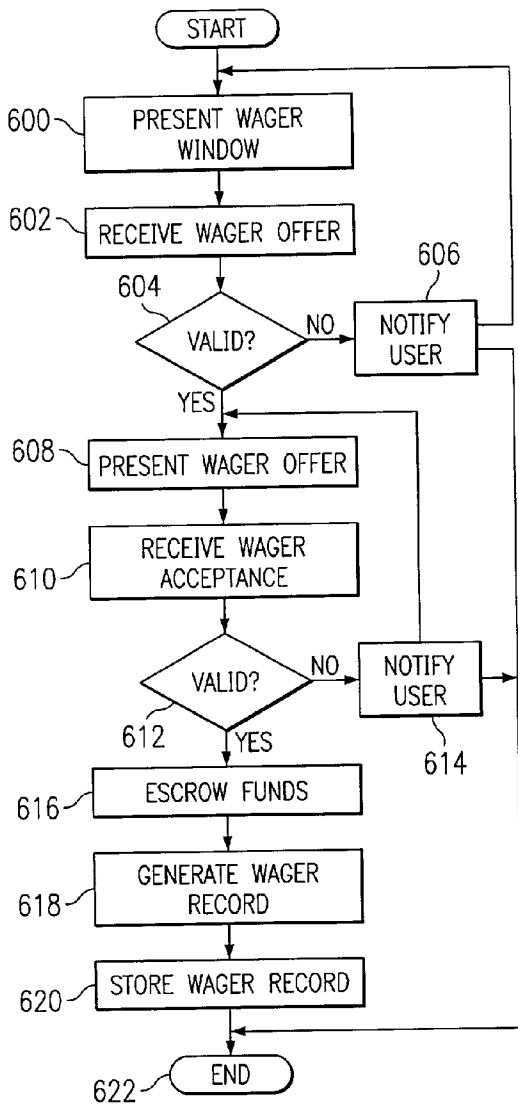 START
600
PRESENT WAGER
WINDOW
602
RECEIVE WAGER OFFER
604
VALID?
NO
606
NOTIFY
USER
YES
608
PRESENT WAGER OFFER
610
RECEIVE WAGER
ACCEPTANCE
612
VALID?
NO
NOTIFY
USER
614
YES
616
ESCROW FUNDS
618
GENERATE WAGER
RECORD
620
STORE WAGER RECORD
622
END